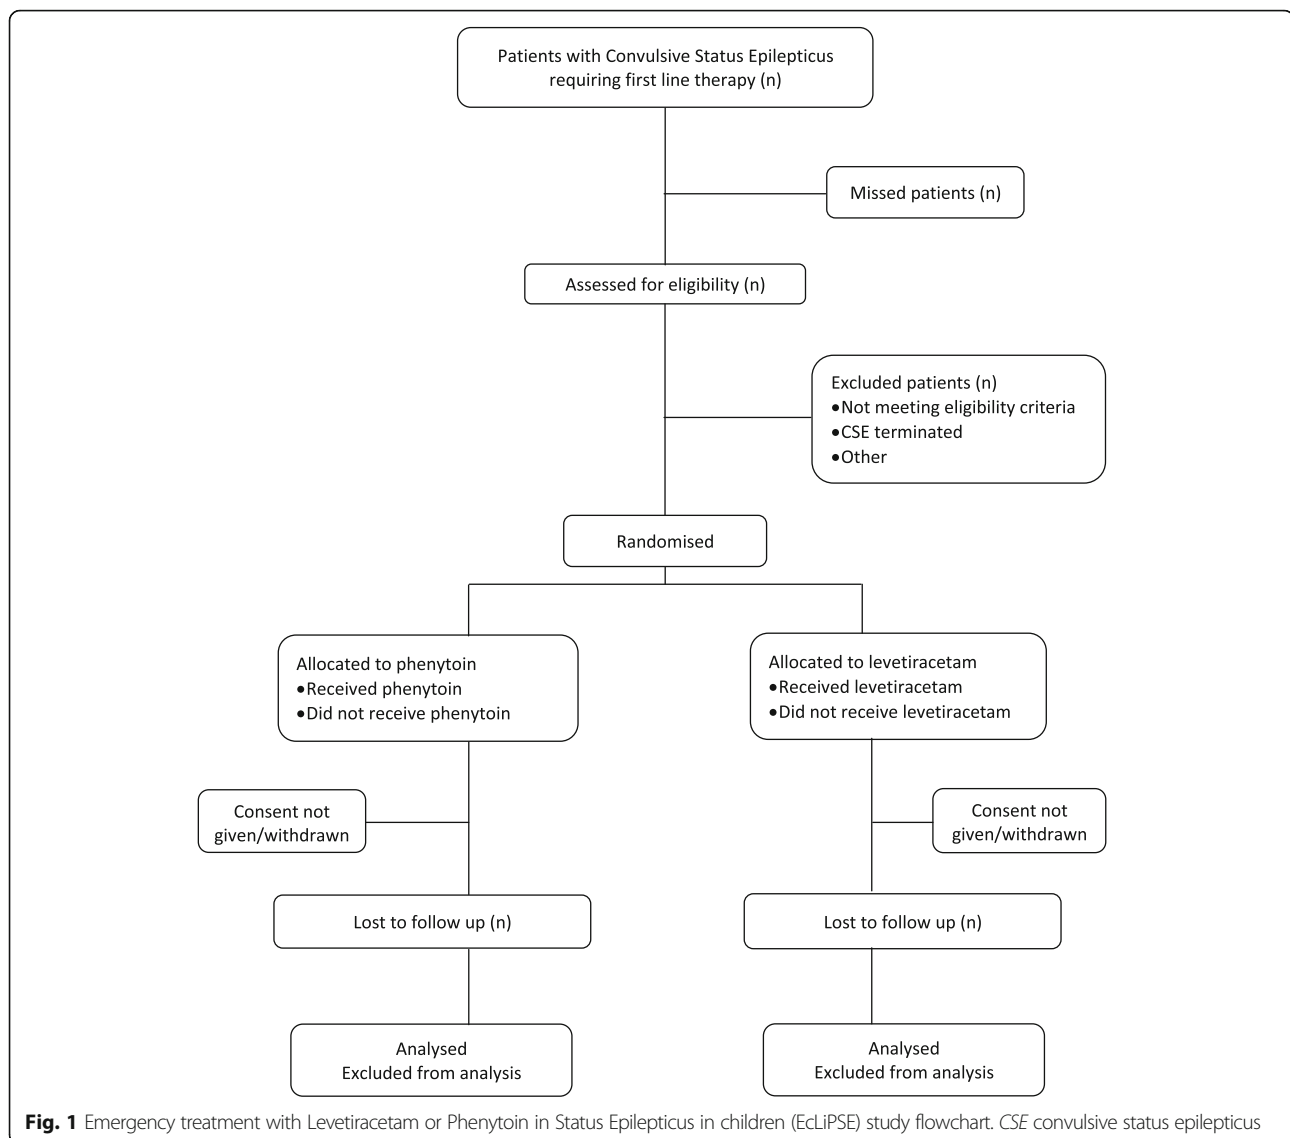 Patients with Convulsive Status Epilepticus
requiring first line therapy (n)
Missed patients (n)
Assessed for eligibility (n)
Excluded patients (n)
•Not meeting eligibility criteria
•CSE terminated
•Other
Randomised
Allocated to phenytoin
•Received phenytoin
•Did not receive phenytoin
Allocated to levetiracetam
•Received levetiracetam
•Did not receive levetiracetam
Consent not
given/withdrawn
Consent not
given/withdrawn
Lost to follow up (n)
Lost to follow up (n)
Analysed
Excluded from analysis
Analysed
Excluded from analysis
Fig. 1 Emergency treatment with Levetiracetam or Phenytoin in Status Epilepticus in children (EcLiPSE) study flowchart. CSE convulsive status epilepticus